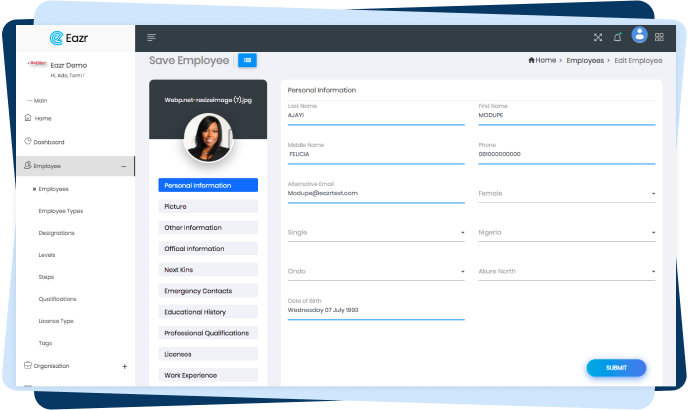 Eazr
Eazr Demo
Hi, Ade, Tomi !
Main
Home
Dashboard
Employee
Employees
Employee Types
Designations
Levels
Steps
Qualifications
License Type
Tags
Organisation
Save Employee
Home > Employees > Edit Employee
Webp.net-resizeimage (7).jpg
Personal Information
Picture
Other Information
Offical Information
Next Kins
Emergency Contacts
Educational History
Professional Qualifications
Licenses
Work Experience
Personal Information
Last Name
AJAYI
First Name
MODUPE
Middle Name
FELICIA
Phone
081000000000
Alternative Email
Modupe@eazrtest.com
Female
Single
Nigeria
Ondo
Akure North
Date of Birth
Wednesday 07 July 1993
SUBMIT